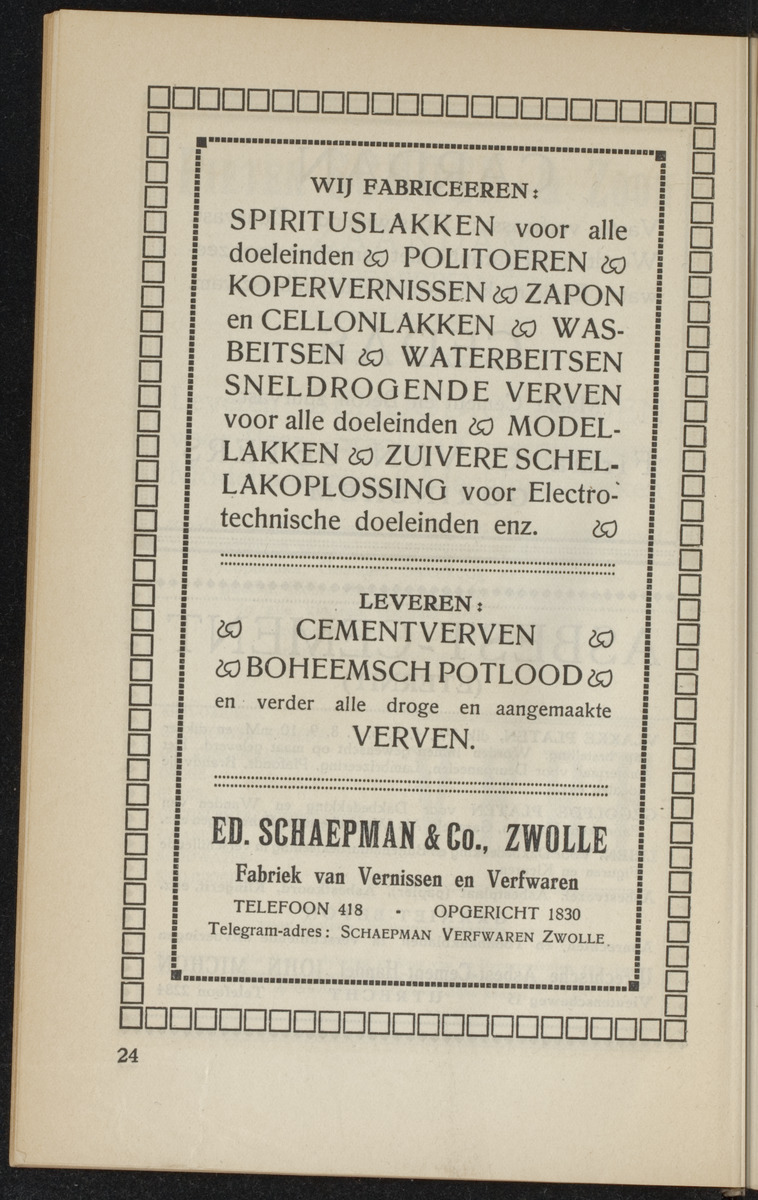 WIJ FABRICEEREN:
SPIRITUSLAKKEN voor alle
doeleinden POLITOEREN
KOPERVERNISSEN ZAPON
en CELLONLAKKEN WAS-
BEITSEN WATERBEITSEN
SNELDROGENDE VERVEN
voor alle doeleinden MODEL-
LAKKEN ZUIVERE SCHEL-
LAKOPLOSSING voor Electro-
technische doeleinden enz.
LEVEREN:
CEMENTVERVEN
BOHEEMSCH POTLOOD
en verder alle droge en aangemaakte
VERVEN.
ED. SCHAEPMAN & Co., ZWOLLE
Fabriek van Vernissen en Verfwaren
TELEFOON 418 - OPGERICHT 1830
Telegram-adres: SCHAEPMAN VERFWAREN ZWOLLE.
24